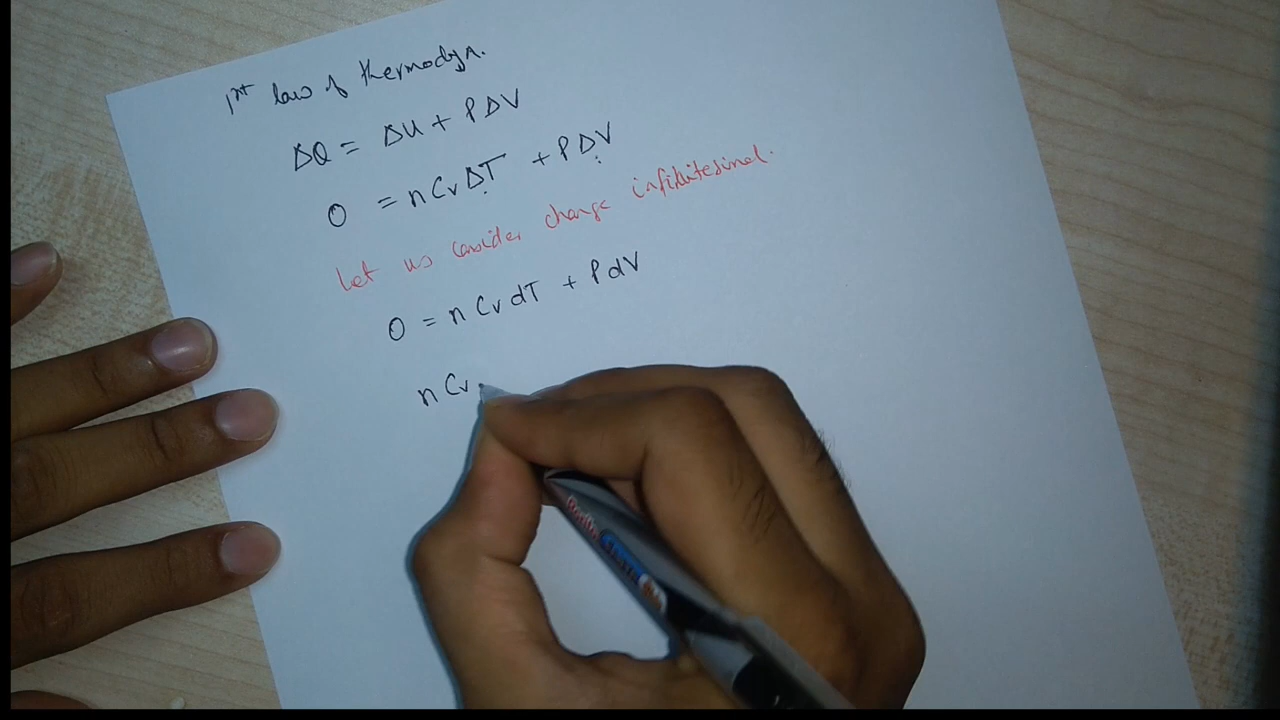 1st law of thermodyn.
ΔQ = ΔU + PΔV
0 = nCvΔT + PΔV
Let us consider change infinitesimal.
0 = nCvdT + PdV
nCv